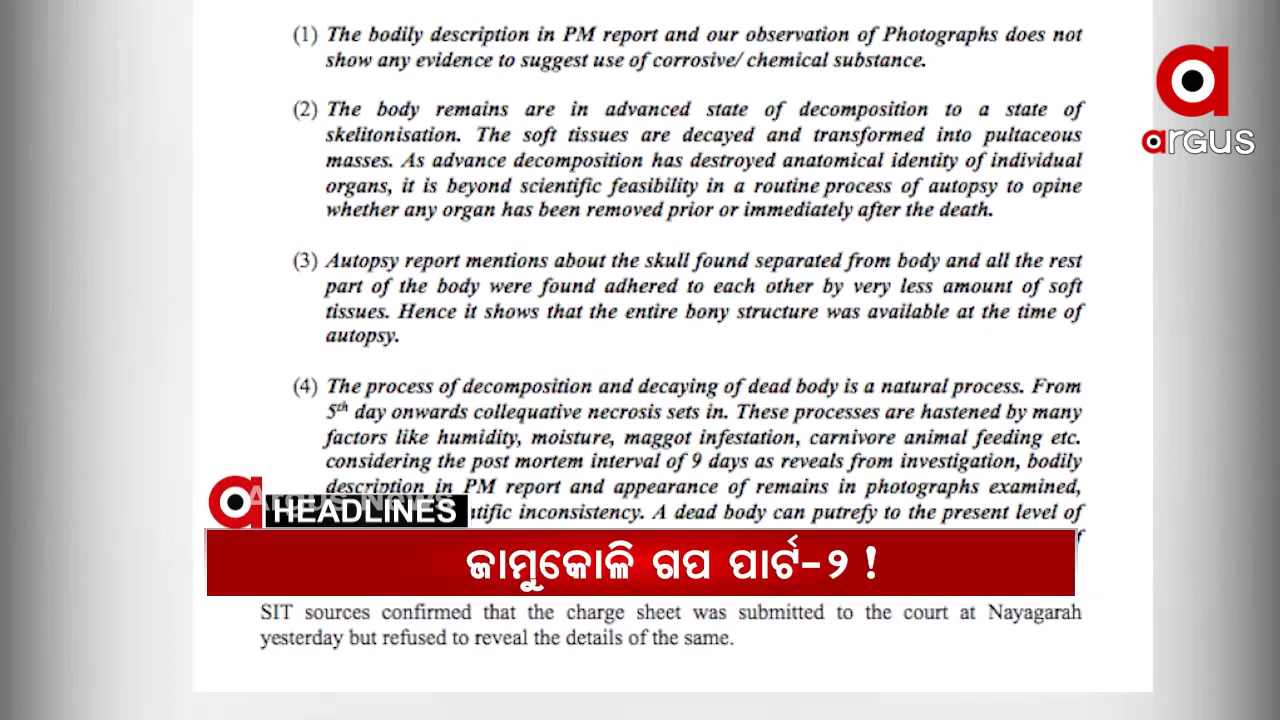 (1) The bodily description in PM report and our observation of Photographs does not
show any evidence to suggest use of corrosive/ chemical substance.
(2) The body remains are in advanced state of decomposition to a state of
skelitonisation. The soft tissues are decayed and transformed into pultaceous
masses. As advance decomposition has destroyed anatomical identity of individual
organs, it is beyond scientific feasibility in a routine process of autopsy to opine
whether any organ has been removed prior or immediately after the death.
(3) Autopsy report mentions about the skull found separated from body and all the rest
part of the body were found adhered to each other by very less amount of soft
tissues. Hence it shows that the entire bony structure was available at the time of
autopsy.
(4) The process of decomposition and decaying of dead body is a natural process. From
5th day onwards collequative necrosis sets in. These processes are hastened by many
factors like humidity, moisture, maggot infestation, carnivore animal feeding etc.
considering the post mortem interval of 9 days as reveals from investigation, bodily
description in PM report and appearance of remains in photographs examined,
inconsistency. A dead body can putrefy to the present level of
argus
ARGUS NEWS
HEADLINES
ଜାମୁକୋଳି ଗପ ପାର୍ଟ-୨ !
SIT sources confirmed that the charge sheet was submitted to the court at Nayagarah
yesterday but refused to reveal the details of the same.